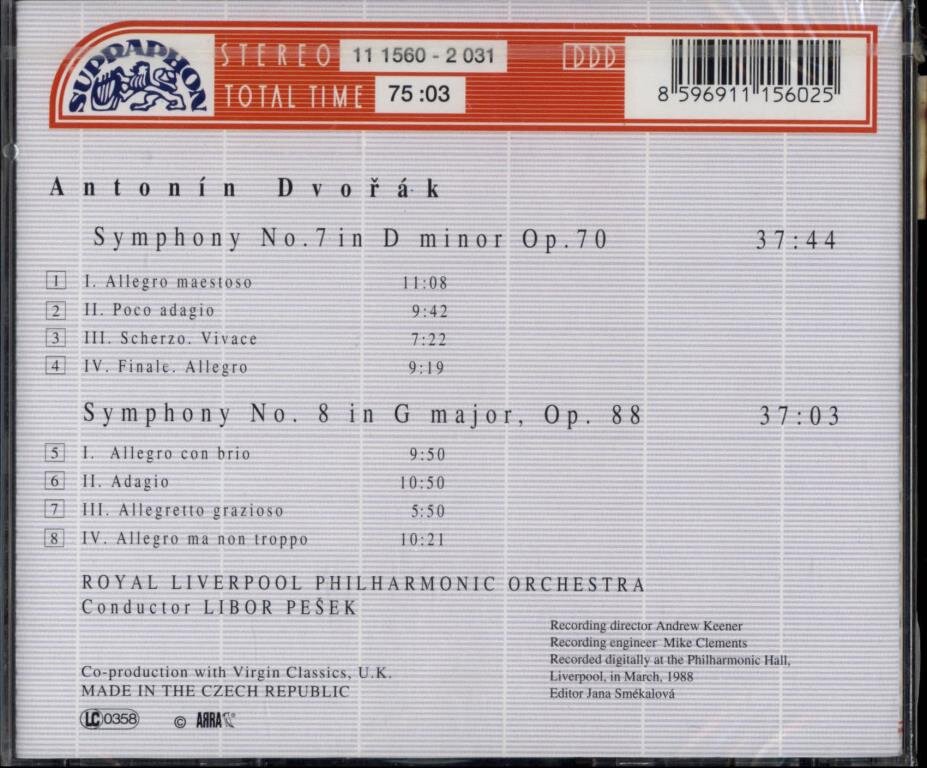 SUPRAPHON
STEREO 11 1560 - 2 031 DDD
TOTAL TIME 75:03
8 596911 156025
Antonín Dvořák
Symphony No.7 in D minor Op.70 37:44
1 I. Allegro maestoso 11:08
2 II. Poco adagio 9:42
3 III. Scherzo. Vivace 7:22
4 IV. Finale. Allegro 9:19
Symphony No. 8 in G major, Op. 88 37:03
5 I. Allegro con brio 9:50
6 II. Adagio 10:50
7 III. Allegretto grazioso 5:50
8 IV. Allegro ma non troppo 10:21
ROYAL LIVERPOOL PHILHARMONIC ORCHESTRA
Conductor LIBOR PEŠEK
Recording director Andrew Keener
Recording engineer Mike Clements
Recorded digitally at the Philharmonic Hall,
Liverpool, in March, 1988
Editor Jana Smékalová
Co-production with Virgin Classics, U.K.
MADE IN THE CZECH REPUBLIC
LC 0358 © ARRA